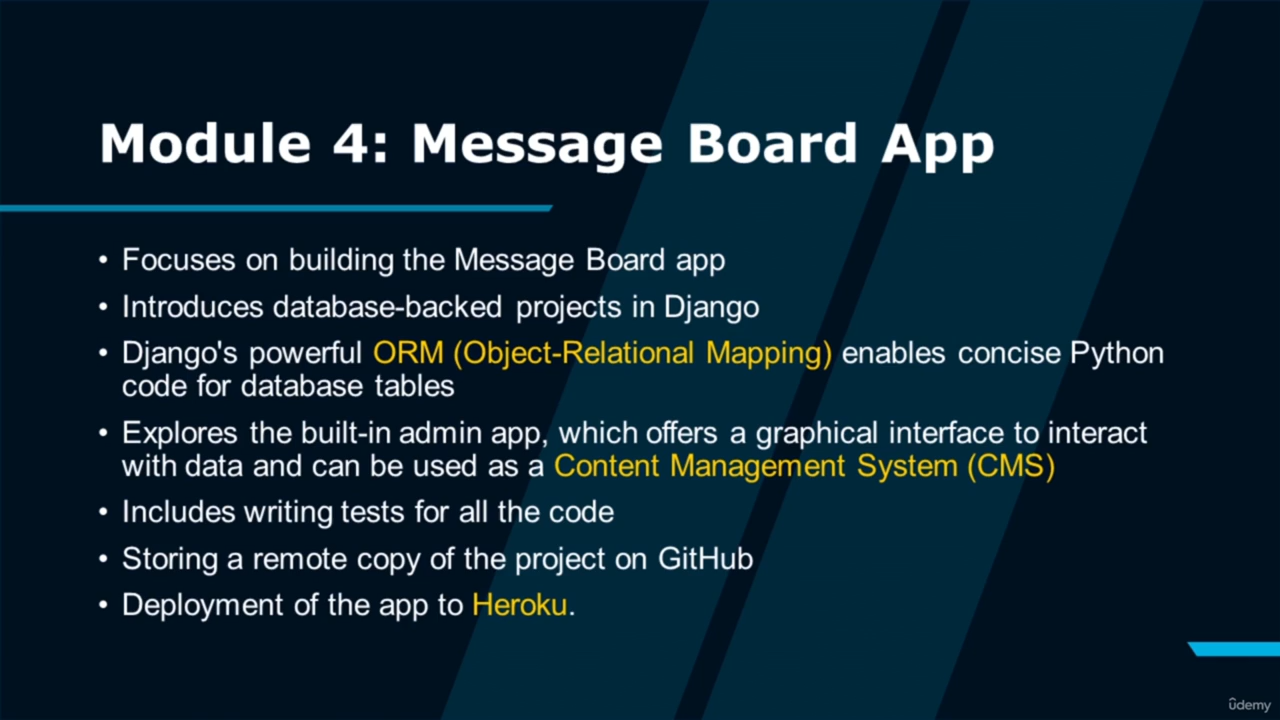 Module 4: Message Board App
• Focuses on building the Message Board app
• Introduces database-backed projects in Django
• Django's powerful ORM (Object-Relational Mapping) enables concise Python
code for database tables
• Explores the built-in admin app, which offers a graphical interface to interact
with data and can be used as a Content Management System (CMS)
• Includes writing tests for all the code
• Storing a remote copy of the project on GitHub
• Deployment of the app to Heroku.
udemy